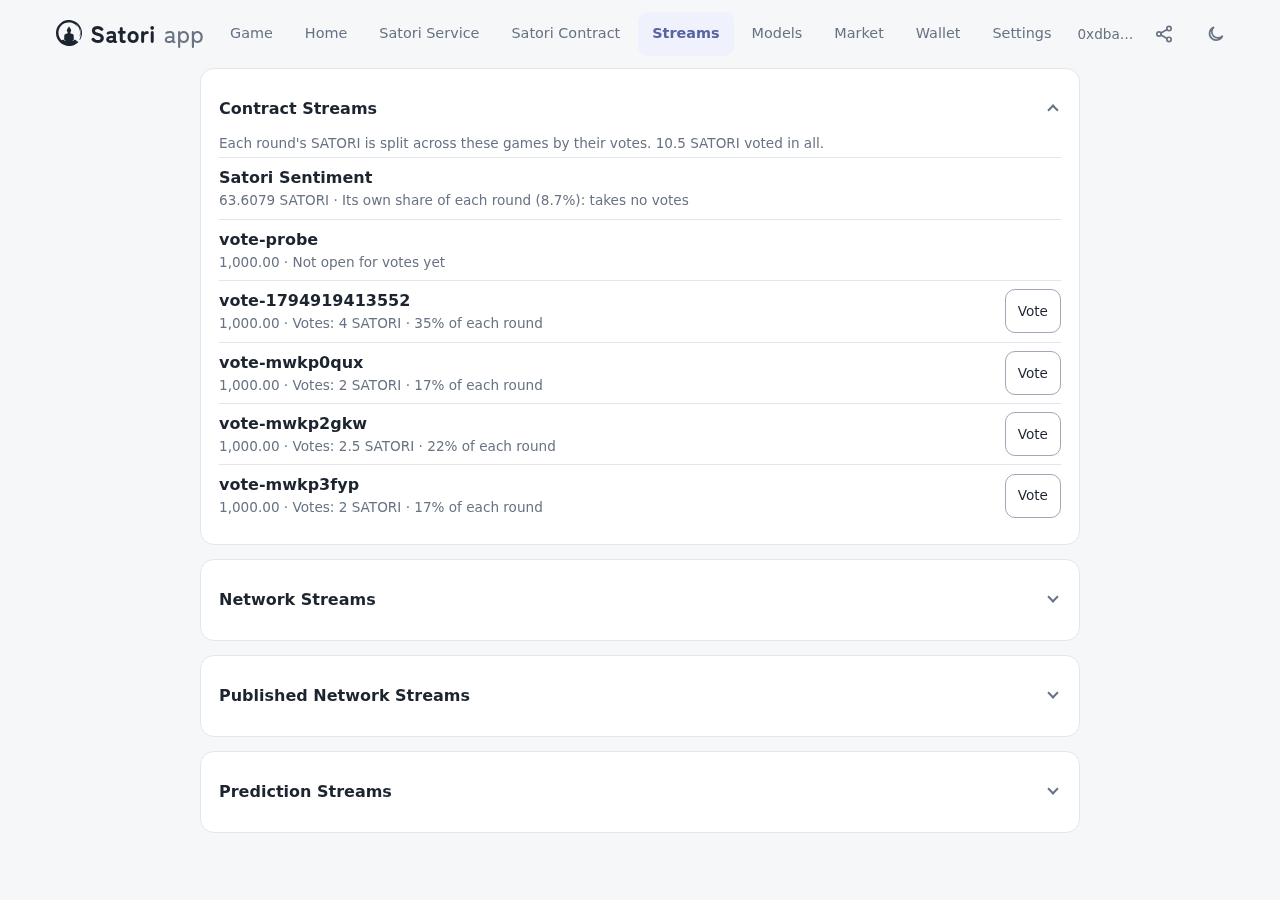 Satori app
Game
Home
Satori Service
Satori Contract
Streams
Models
Market
Wallet
Settings
0xdba...
Contract Streams
Each round's SATORI is split across these games by their votes. 10.5 SATORI voted in all.
Satori Sentiment
63.6079 SATORI · Its own share of each round (8.7%): takes no votes
vote-probe
1,000.00 · Not open for votes yet
vote-1794919413552
1,000.00 · Votes: 4 SATORI · 35% of each round
Vote
vote-mwkp0qux
1,000.00 · Votes: 2 SATORI · 17% of each round
Vote
vote-mwkp2gkw
1,000.00 · Votes: 2.5 SATORI · 22% of each round
Vote
vote-mwkp3fyp
1,000.00 · Votes: 2 SATORI · 17% of each round
Vote
Network Streams
Published Network Streams
Prediction Streams